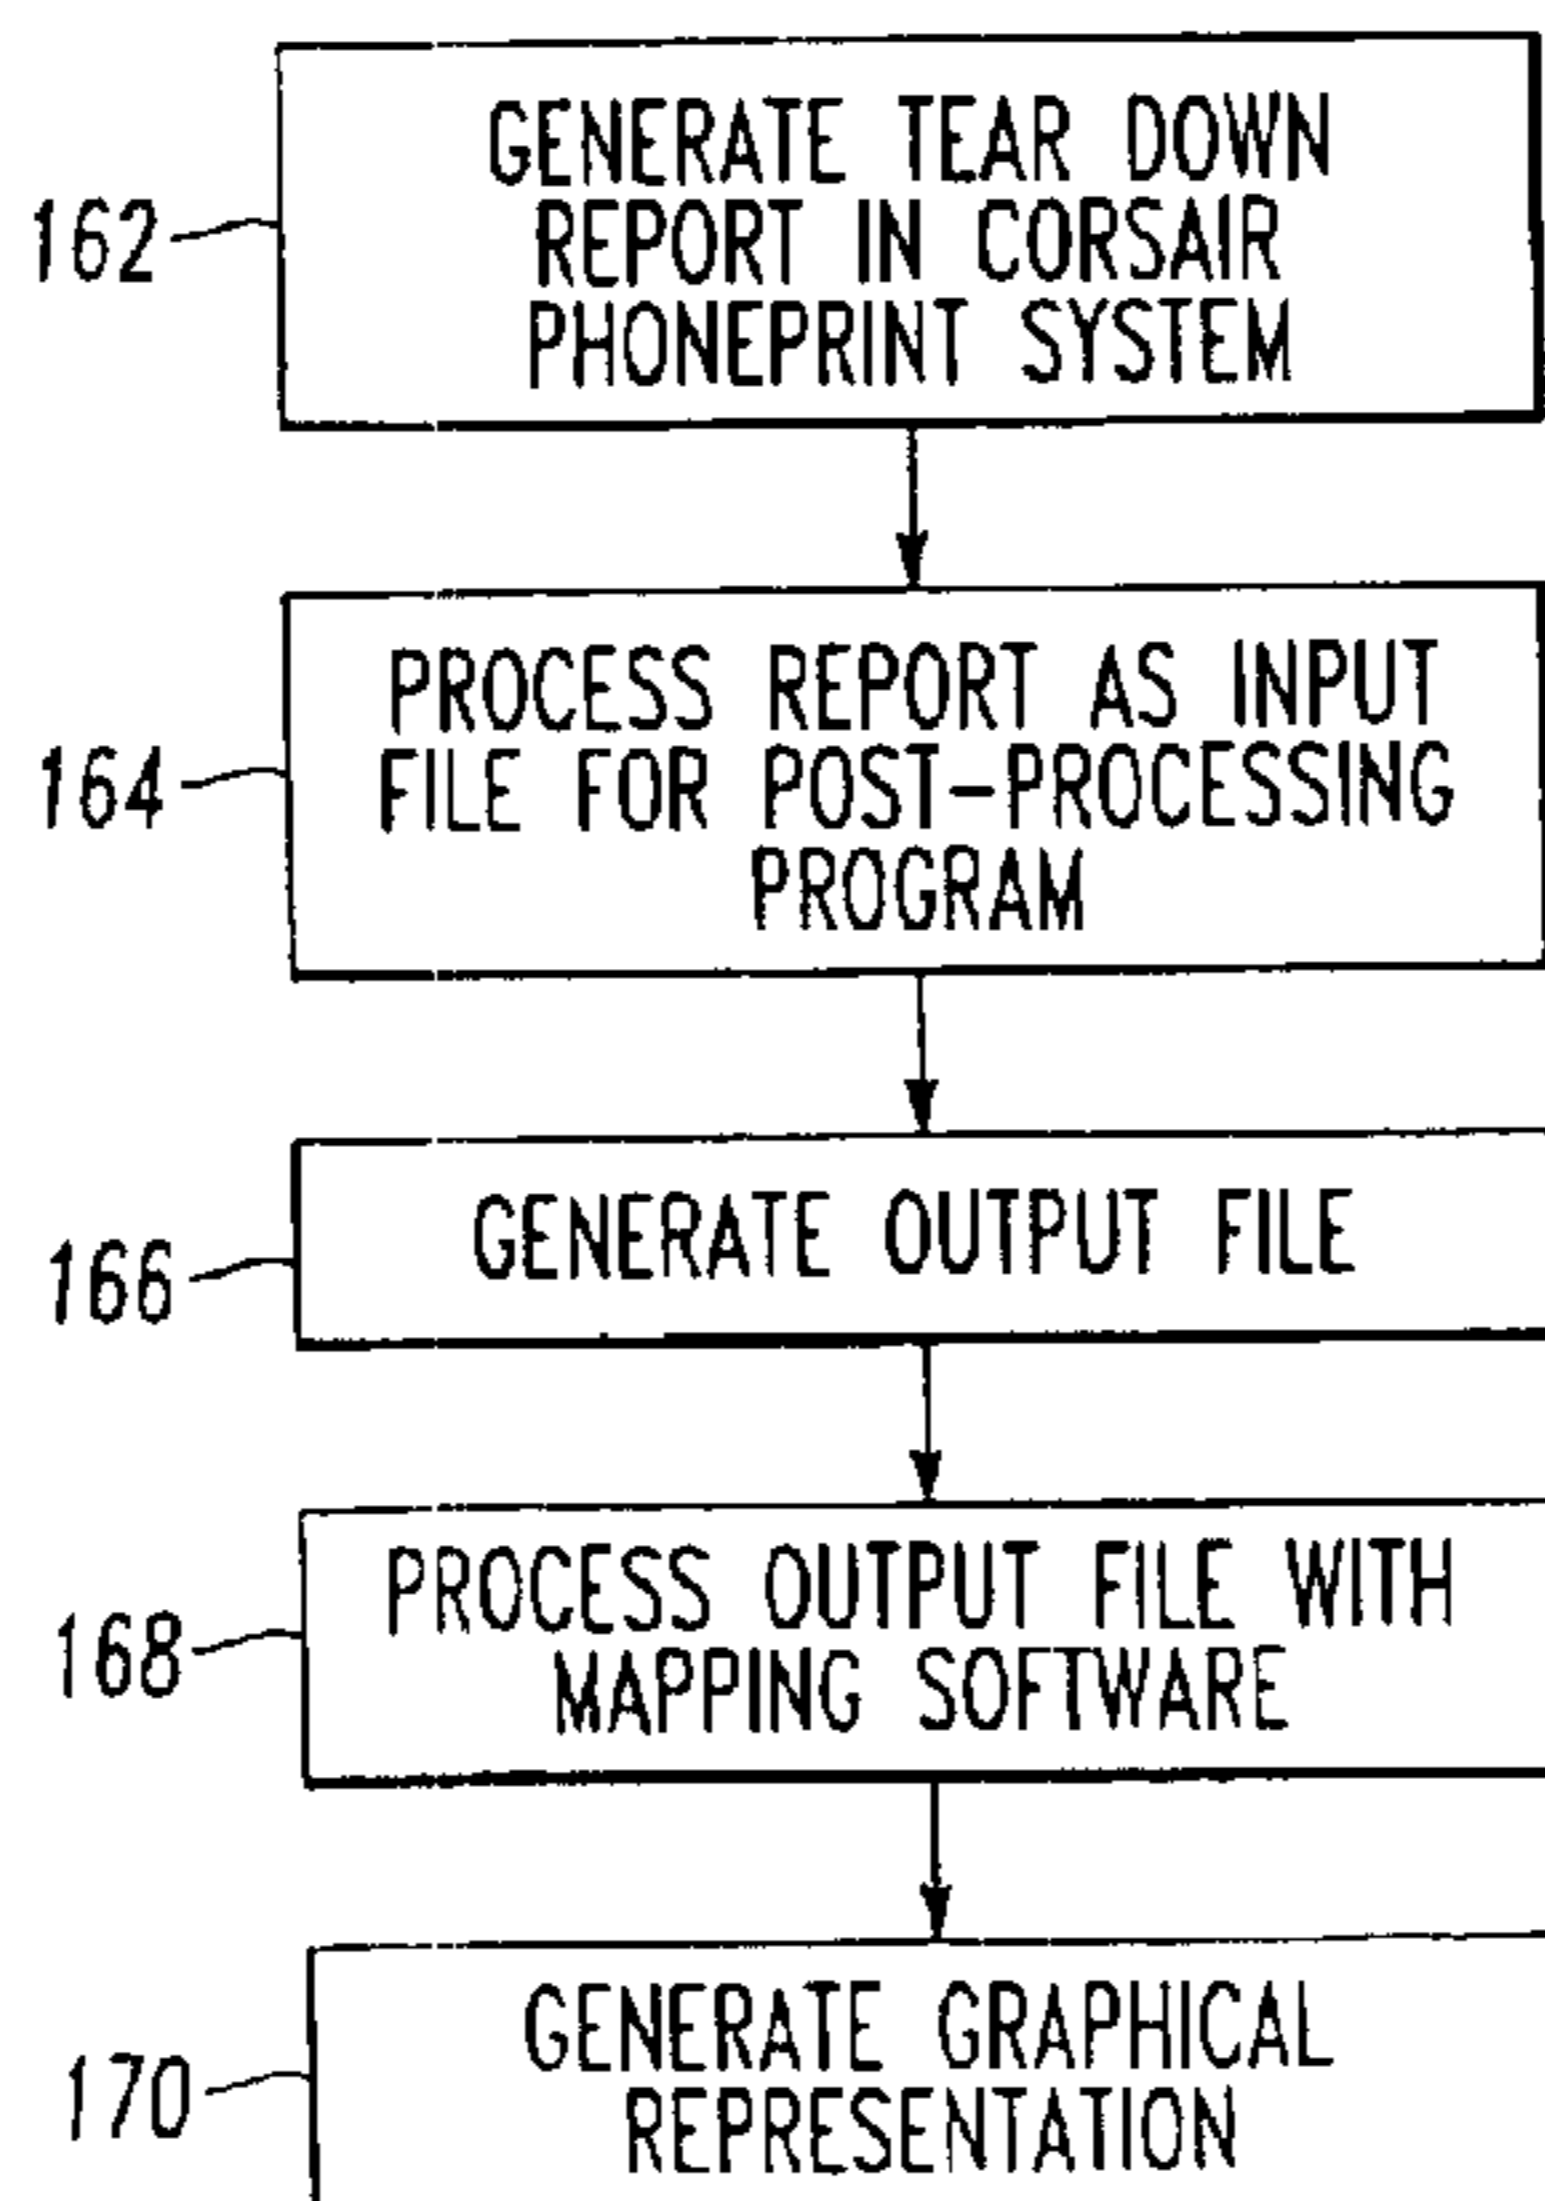 162
GENERATE TEAR DOWN
REPORT IN CORSAIR
PHONEPRINT SYSTEM
164
PROCESS REPORT AS INPUT
FILE FOR POST-PROCESSING
PROGRAM
166
GENERATE OUTPUT FILE
168
PROCESS OUTPUT FILE WITH
MAPPING SOFTWARE
170
GENERATE GRAPHICAL
REPRESENTATION